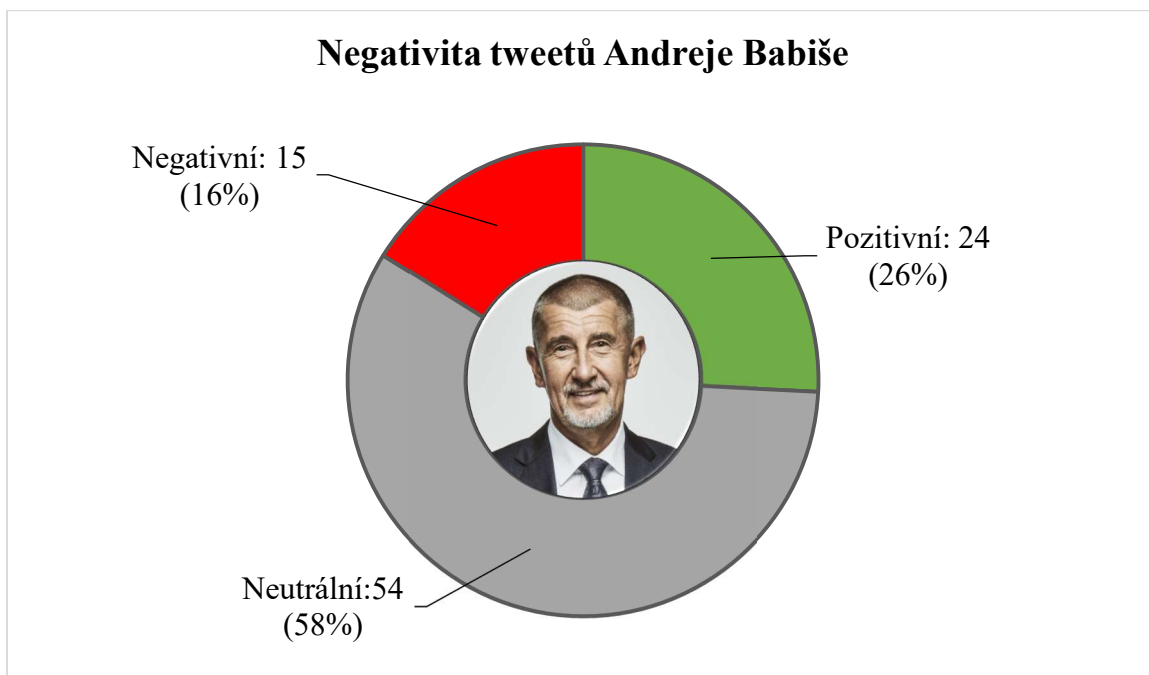 Negativita tweetů Andreje Babiše
Negativní: 15
(16%)
Pozitivní: 24
(26%)
Neutrální:54
(58%)